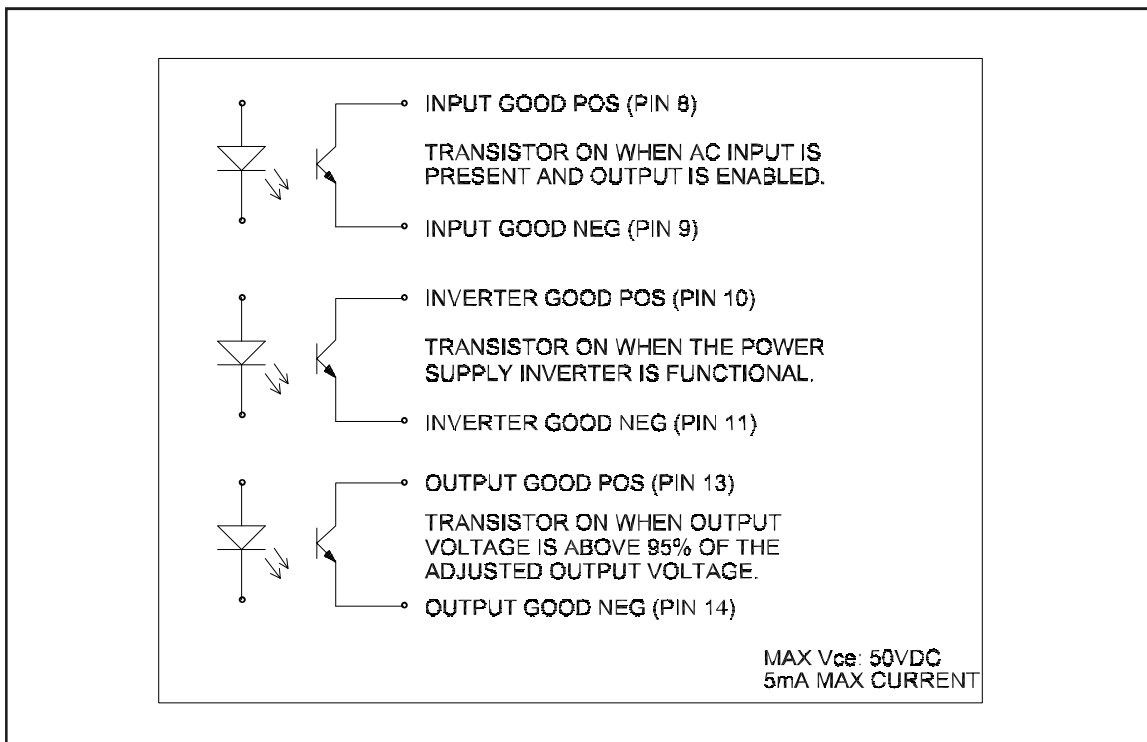 INPUT GOOD POS (PIN 8)
TRANSISTOR ON WHEN AC INPUT IS
PRESENT AND OUTPUT IS ENABLED.
INPUT GOOD NEG (PIN 9)
INVERTER GOOD POS (PIN 10)
TRANSISTOR ON WHEN THE POWER
SUPPLY INVERTER IS FUNCTIONAL.
INVERTER GOOD NEG (PIN 11)
OUTPUT GOOD POS (PIN 13)
TRANSISTOR ON WHEN OUTPUT
VOLTAGE IS ABOVE 95% OF THE
ADJUSTED OUTPUT VOLTAGE.
OUTPUT GOOD NEG (PIN 14)
MAX Vce: 50VDC
5mA MAX CURRENT